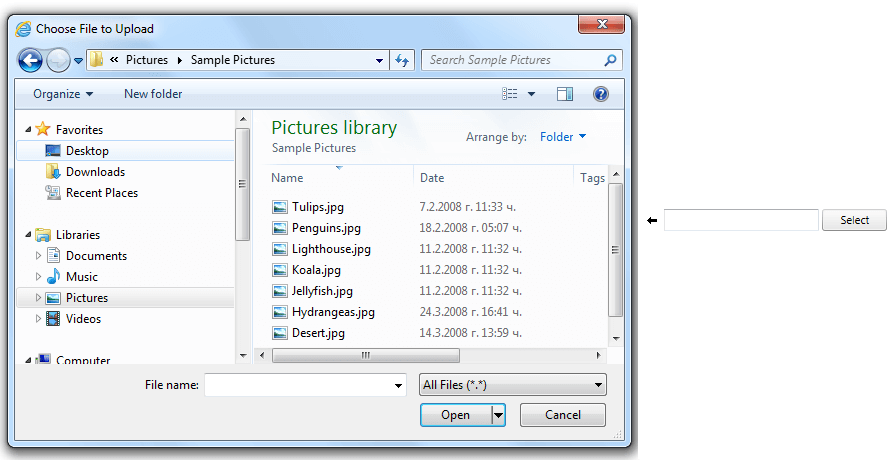 Choose File to Upload
« Pictures Sample Pictures Search Sample Pictures
Organize New folder
Favorites
Desktop
Downloads
Recent Places
Libraries
Documents
Music
Pictures
Videos
Computer
Pictures library
Sample Pictures
Arrange by: Folder
Name Date Tags
Tulips.jpg 7.2.2008 г. 11:33 ч.
Penguins.jpg 18.2.2008 г. 05:07 ч.
Lighthouse.jpg 11.2.2008 г. 11:32 ч.
Koala.jpg 11.2.2008 г. 11:32 ч.
Jellyfish.jpg 11.2.2008 г. 11:32 ч.
Hydrangeas.jpg 24.3.2008 г. 16:41 ч.
Desert.jpg 14.3.2008 г. 13:59 ч.
File name: All Files (*.*)
Open Cancel
Select